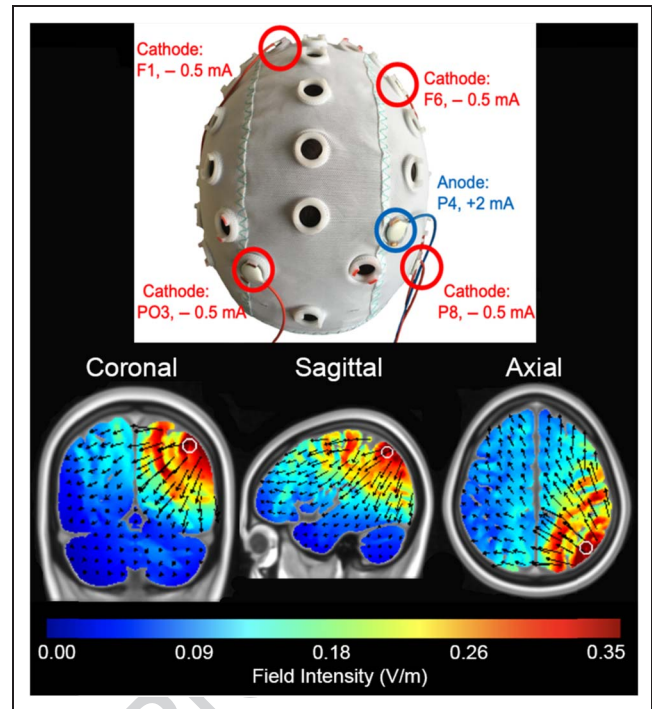 Cathode:
F1, – 0.5 mA
Cathode:
F6, – 0.5 mA
Anode:
P4, +2 mA
Cathode:
PO3, – 0.5 mA
Cathode:
P8, – 0.5 mA
Coronal
Sagittal
Axial
0.00 0.09 0.18 0.26 0.35
Field Intensity (V/m)